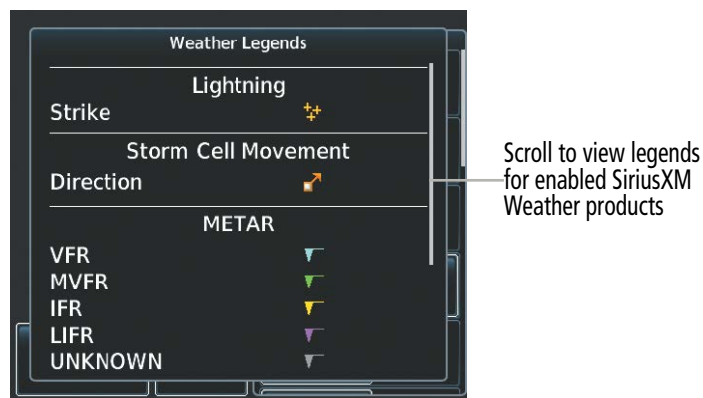 Weather Legends
Lightning
Strike
Storm Cell Movement
Direction
METAR
VFR
MVFR
IFR
LIFR
UNKNOWN
Scroll to view legends
for enabled SiriusXM
Weather products